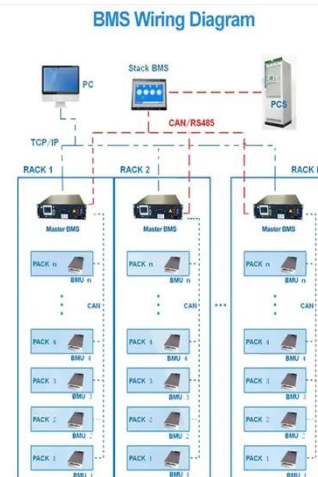 BMS Wiring Diagram
Stack BMS
PC
PCS
CAN/RS485
TCP/IP
RACK 1 RACK 2 RACK
Master BMS Master BMS Master BMS
PACK n PACK n PACK n
BMU n BMU n BMU n
CAN CAN CAN
PACK 4 PACK 4 PACK 4
BMU 4 BMU 4 BMU 4
PACK 3 PACK 3 PACK 3
BMU 3 BMU 3 BMU 3
PACK 2 PACK 2 PACK 2
BMU 2 BMU 2 BMU 2
PACK 1 PACK 1 PACK 1
BMU 1 BMU 1 BMU 1